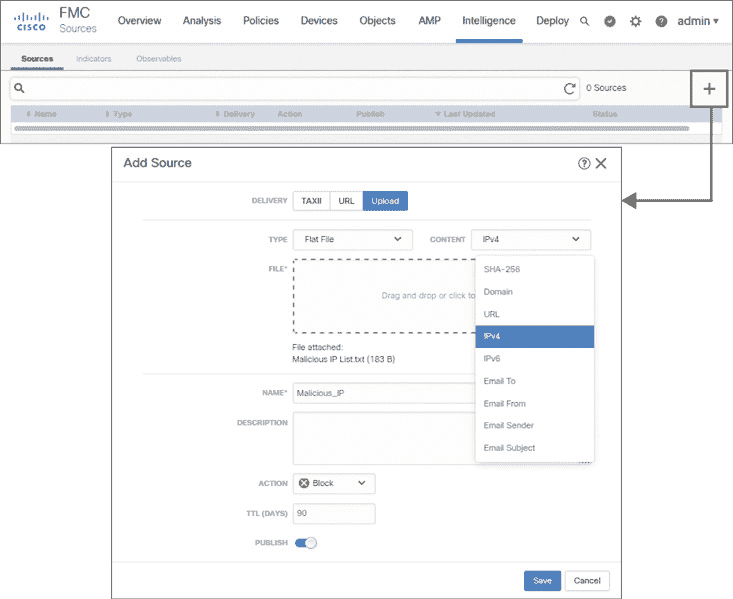 cisco
FMC
Sources
Overview Analysis Policies Devices Objects AMP Intelligence Deploy admin
Sources Indicators Observables
0 Sources
Name Type Delivery Action Publish Last Updated Status
Add Source
DELIVERY TAXII URL Upload
TYPE Flat File CONTENT IPv4
FILE*
Drag and drop or click to
SHA-256
Domain
URL
IPv4
IPv6
Email To
Email From
Email Sender
Email Subject
File attached:
Malicious IP List.txt (183 B)
NAME* Malicious_IP
DESCRIPTION
ACTION Block
TTL (DAYS) 90
PUBLISH
Save Cancel